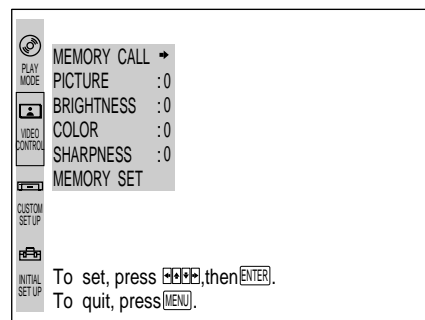 PLAY
MODE
VIDEO
CONTROL
CUSTOM
SET UP
INITIAL
SET UP
MEMORY CALL
PICTURE :0
BRIGHTNESS :0
COLOR :0
SHARPNESS :0
MEMORY SET
To set, press ,then ENTER.
To quit, press MENU.